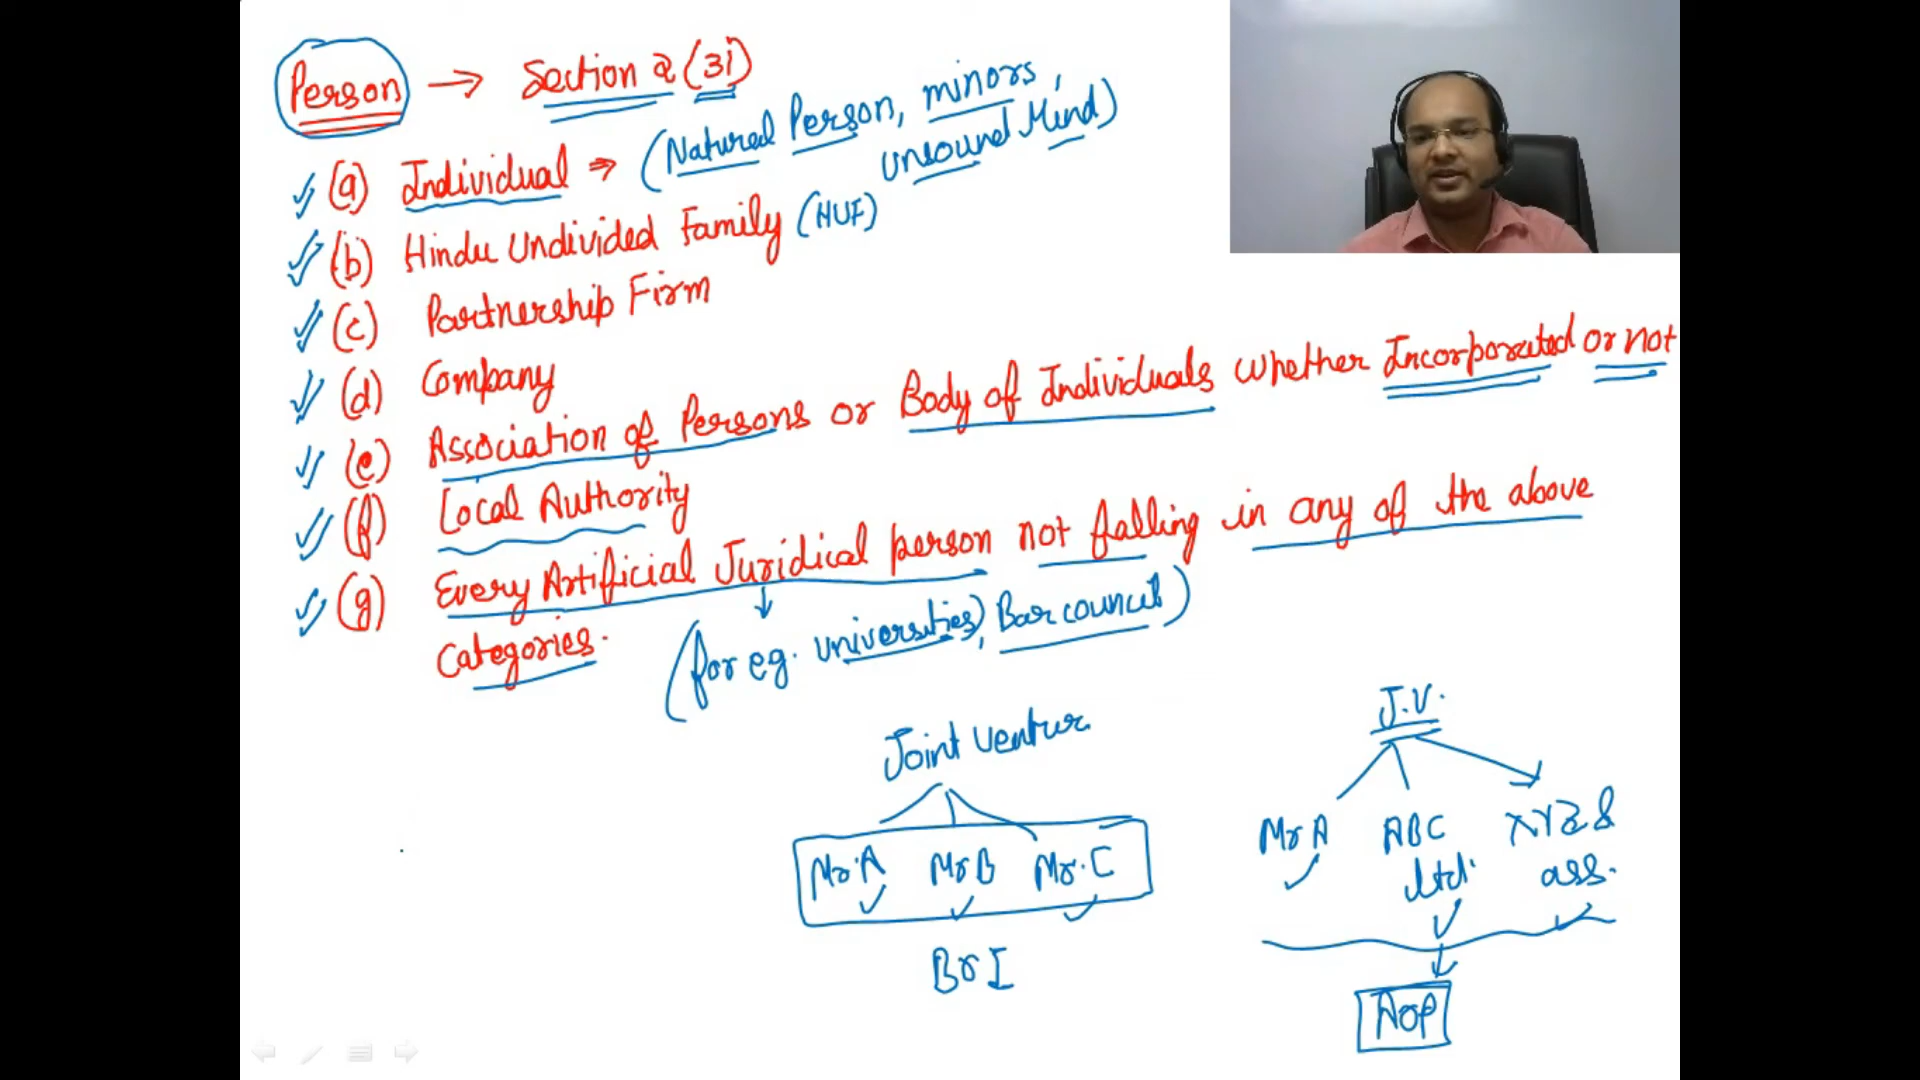 Person → Section 2(31)
(a) Individual ⇒ (Natural Person, minors, unsound Mind)
(b) Hindu Undivided Family (HUF)
(c) Partnership Firm
(d) Company
(e) Association of Persons or Body of Individuals whether Incorporated or not
(f) Local Authority
(g) Every Artificial Juridical person not falling in any of the above
categories.
(for eg. universities), Bar council)
Joint Ventur
Mr. A Mr B Mr. C
BOI
J.V.
Mr A ABC ltd. XYZ & ass.
AOP